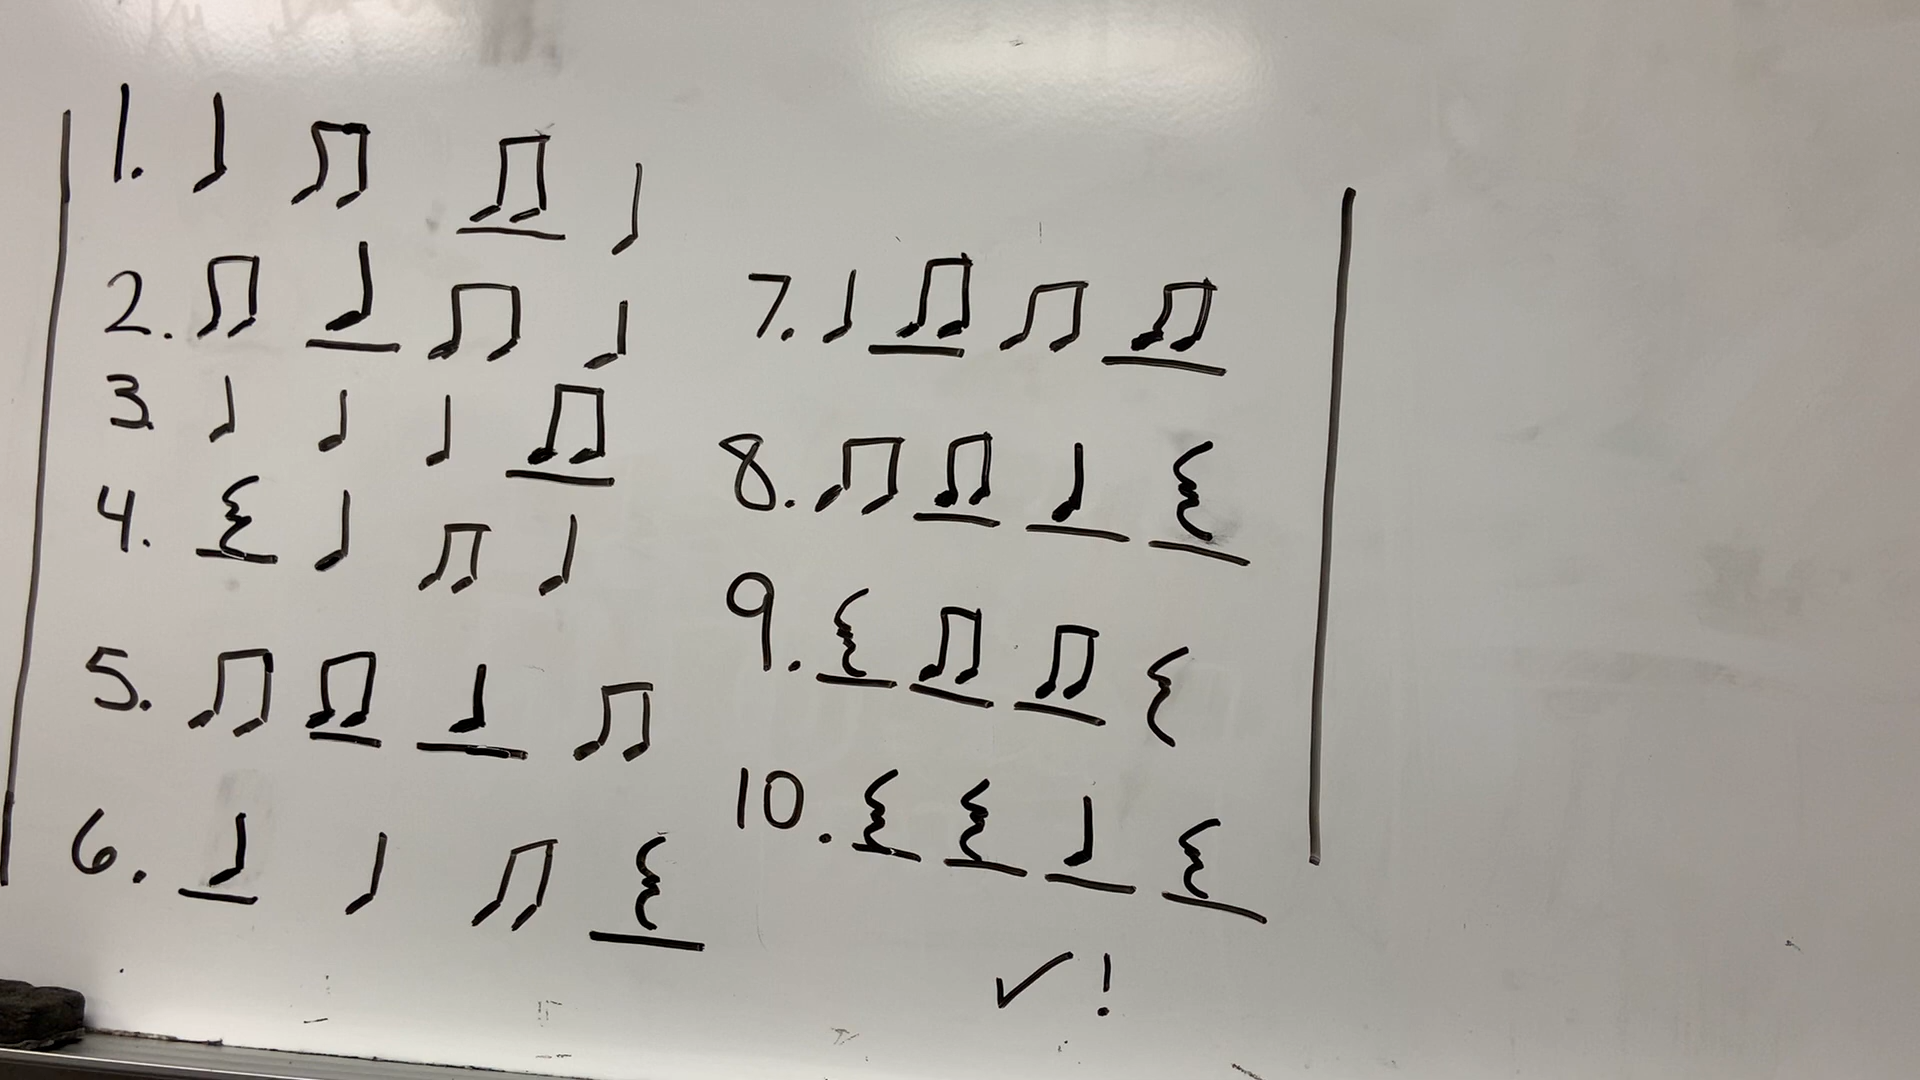 1. ♩ ♫ ♫ ♩
2. ♫ ♩ ♫ ♩
3. ♩ ♩ ♩ ♫
4. 𝄽 ♩ ♫ ♩
5. ♫ ♫ ♩ ♫
6. ♩ ♩ ♫ 𝄽
7. ♩ ♫ ♫ ♫
8. ♫ ♫ ♩ 𝄽
9. 𝄽 ♫ ♫ 𝄽
10. 𝄽 𝄽 ♩ 𝄽
✓!